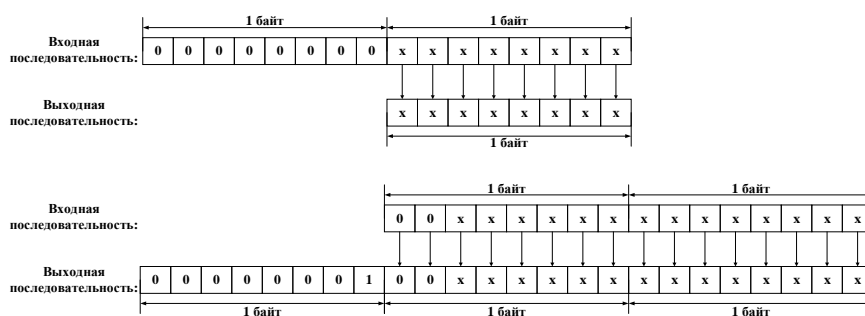 1 байт 1 байт
Входная
последовательность:
0 0 0 0 0 0 0 0 x x x x x x x x
Выходная
последовательность:
x x x x x x x x
1 байт
1 байт 1 байт
Входная
последовательность:
0 0 x x x x x x x x x x x x x x
Выходная
последовательность:
0 0 0 0 0 0 0 1 0 0 x x x x x x x x x x x x x x
1 байт 1 байт 1 байт